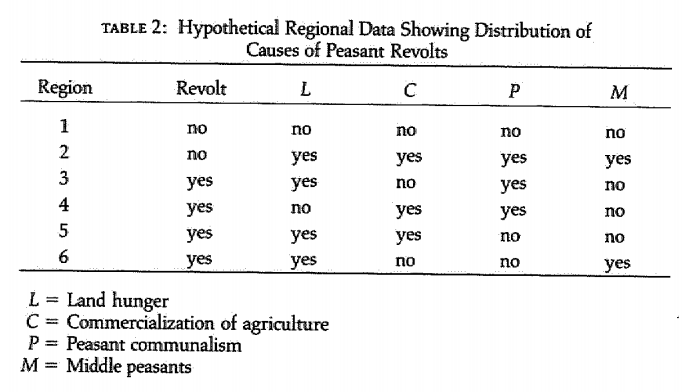 TABLE 2: Hypothetical Regional Data Showing Distribution of
Causes of Peasant Revolts
Region Revolt L C P M
1 no no no no no
2 no yes yes yes yes
3 yes yes no yes no
4 yes no yes yes no
5 yes yes yes no no
6 yes yes no no yes
L = Land hunger
C = Commercialization of agriculture
P = Peasant communalism
M = Middle peasants